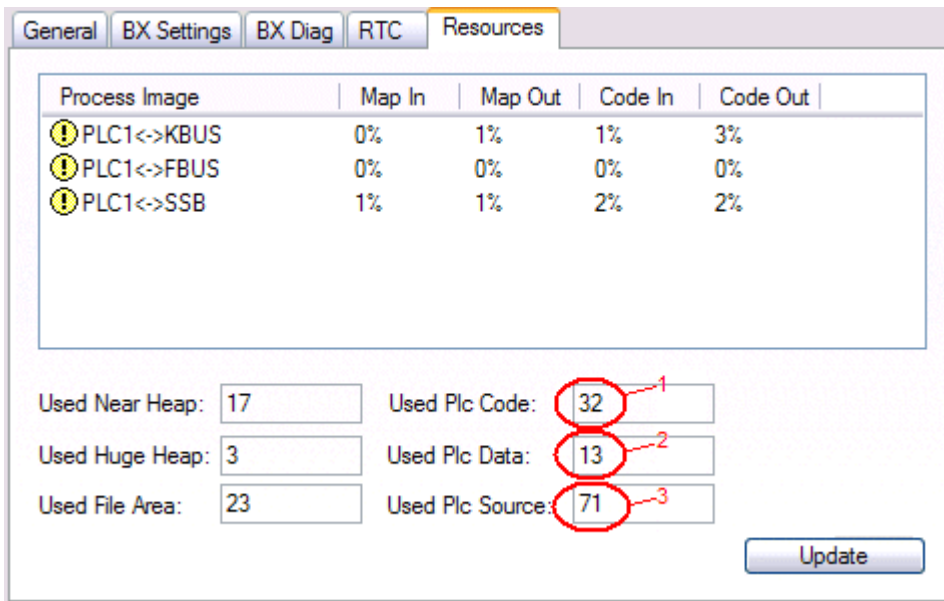 General BX Settings BX Diag RTC Resources
Process Image Map In Map Out Code In Code Out
PLC1<->KBUS 0% 1% 1% 3%
PLC1<->FBUS 0% 0% 0% 0%
PLC1<->SSB 1% 1% 2% 2%
Used Near Heap: 17 Used Plc Code: 32 1
Used Huge Heap: 3 Used Plc Data: 13 2
Used File Area: 23 Used Plc Source: 71 3
Update